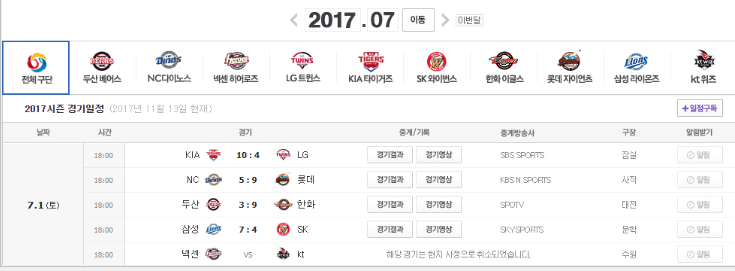 2017.07 이동 이번달
전체 구단 두산 베어스 NC다이노스 넥센 히어로즈 LG 트윈스 KIA 타이거즈 SK 와이번스 한화 이글스 롯데 자이언츠 삼성 라이온즈 kt 위즈
2017시즌 경기일정 (2017년 11월 13일 현재) +일정구독
날짜 시간 경기 중계/기록 중계방송사 구장 알림받기
18:00 KIA 10 : 4 LG 경기결과 경기영상 SBS SPORTS 잠실 알림
18:00 NC 5 : 9 롯데 경기결과 경기영상 KBS N SPORTS 사직 알림
7.1 (토) 18:00 두산 3 : 9 한화 경기결과 경기영상 SPOTV 대전 알림
18:00 삼성 7 : 4 SK 경기결과 경기영상 SKYSPORTS 문학 알림
18:00 넥센 VS kt 해당 경기는 현지 사정으로 취소되었습니다. 수원 알림